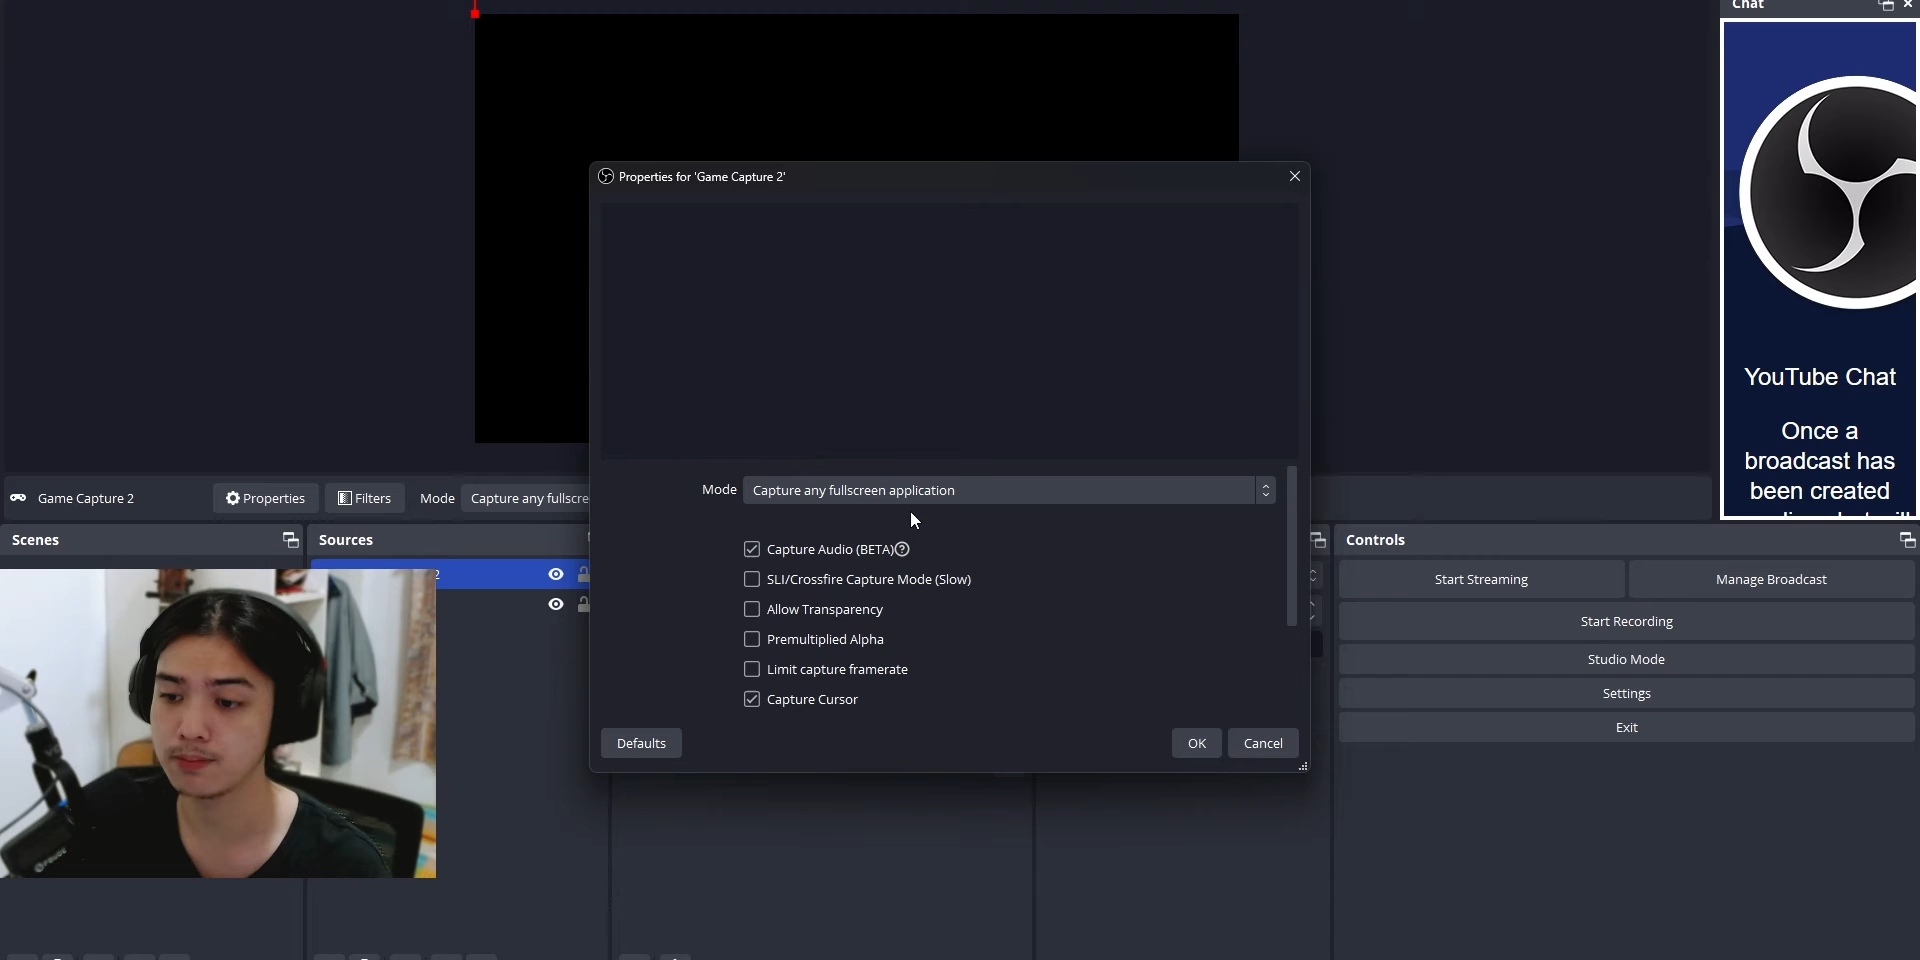 Chat
Properties for 'Game Capture 2'
YouTube Chat
Once a
broadcast has
been created
Mode Capture any fullscreen application
Game Capture 2 Properties Filters Mode Capture any fullscre
Scenes Sources Controls
Capture Audio (BETA)
2
SLI/Crossfire Capture Mode (Slow)
Start Streaming Manage Broadcast
Allow Transparency
Start Recording
Premultiplied Alpha
Studio Mode
Limit capture framerate
Settings
Capture Cursor
Exit
Defaults OK Cancel